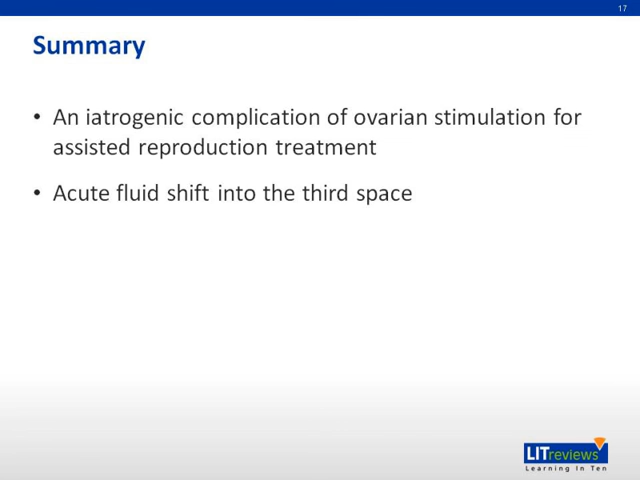 17
Summary
• An iatrogenic complication of ovarian stimulation for
assisted reproduction treatment
• Acute fluid shift into the third space
LITreviews
Learning In Ten